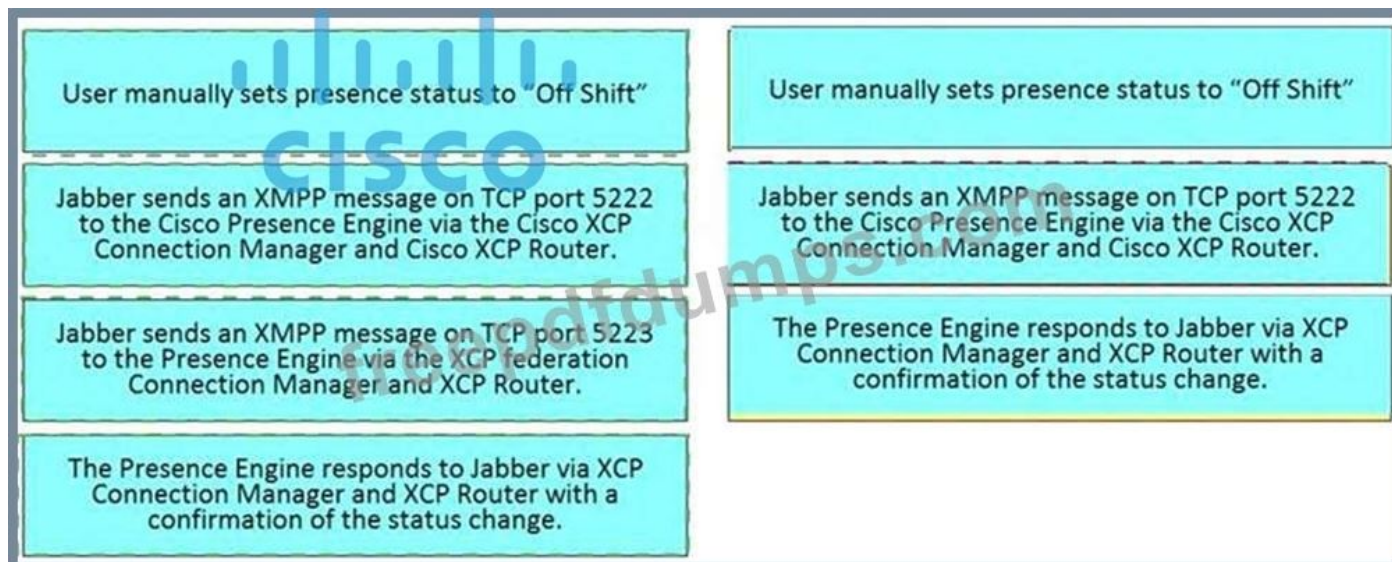 User manually sets presence status to "Off Shift"
CISCO
Jabber sends an XMPP message on TCP port 5222
to the Cisco Presence Engine via the Cisco XCP
Connection Manager and Cisco XCP Router.
Jabber sends an XMPP message on TCP port 5223
to the Presence Engine via the XCP federation
Connection Manager and XCP Router.
The Presence Engine responds to Jabber via XCP
Connection Manager and XCP Router with a
confirmation of the status change.
User manually sets presence status to "Off Shift"
Jabber sends an XMPP message on TCP port 5222
to the Cisco Presence Engine via the Cisco XCP
Connection Manager and Cisco XCP Router.
The Presence Engine responds to Jabber via XCP
Connection Manager and XCP Router with a
confirmation of the status change.
freepdfdumps.com